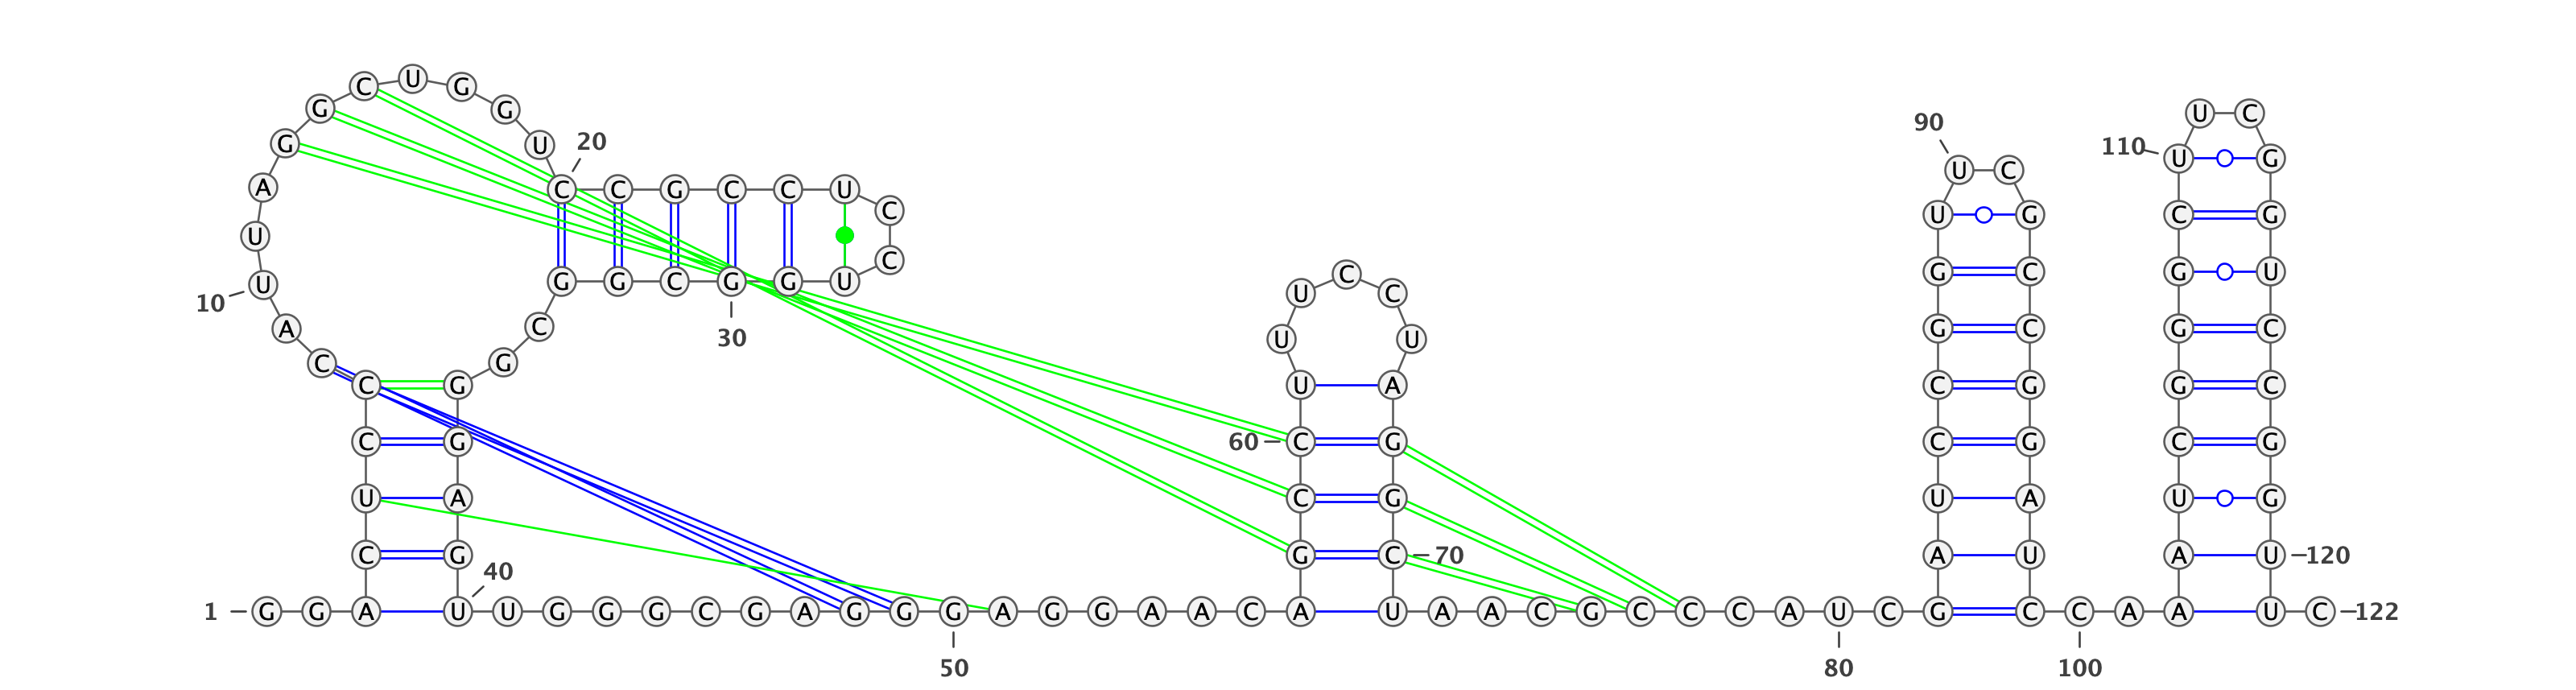 1
G G A C U C C C A U
10
U A G G C U G G U C
20
C G C C U C C U G G
30
C G G C G G G A G U
40
U G G G C G A G G G
50
A G G A A C A G C C
60
U U U C C U A G G C
70
U A A C G C C C A U
80
C G A U C C G G U U
90
C G C C G G A U C C
100
A A A U C G G G C U
110
U C G G U C C G G U
120
U C
122